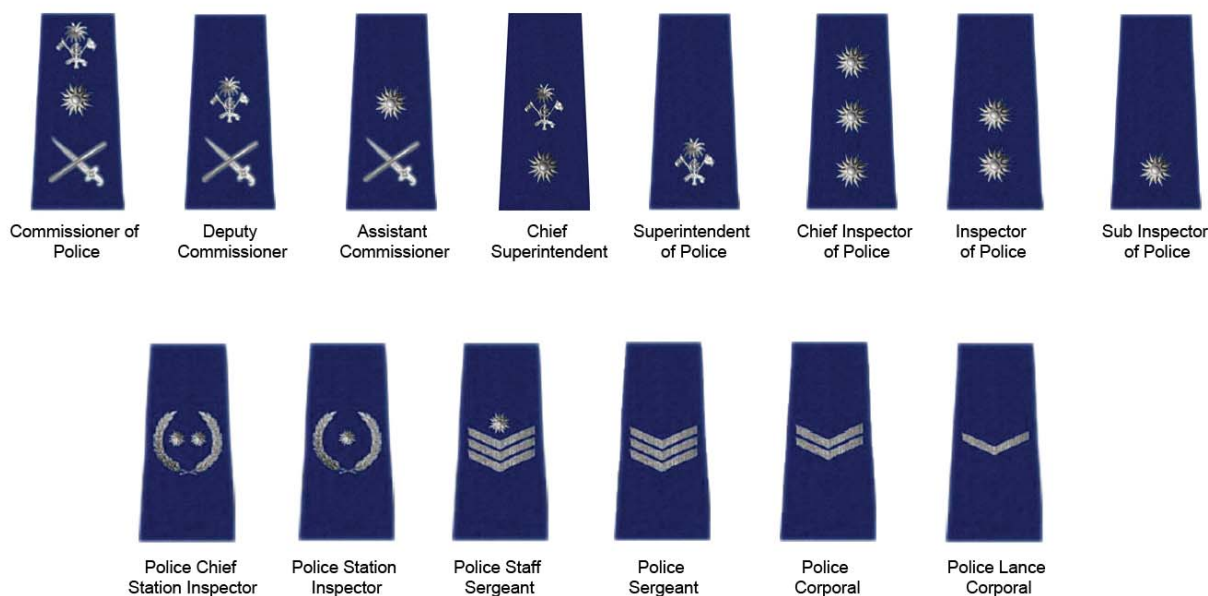 Commissioner of
Police
Deputy
Commissioner
Assistant
Commissioner
Chief
Superintendent
Superintendent
of Police
Chief Inspector
of Police
Inspector
of Police
Sub Inspector
of Police
Police Chief
Station Inspector
Police Station
Inspector
Police Staff
Sergeant
Police
Sergeant
Police
Corporal
Police Lance
Corporal